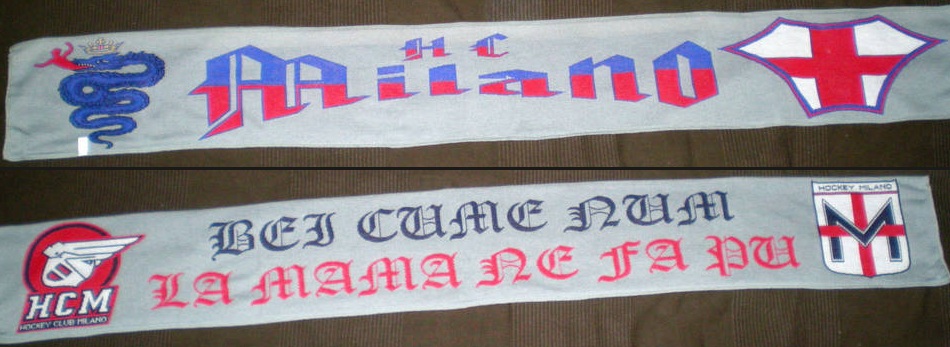 HC
Milano
BEI CUME NUM
LA MAMA NE FA PU
HCM
HOCKEY CLUB MILANO
HOCKEY MILANO
M